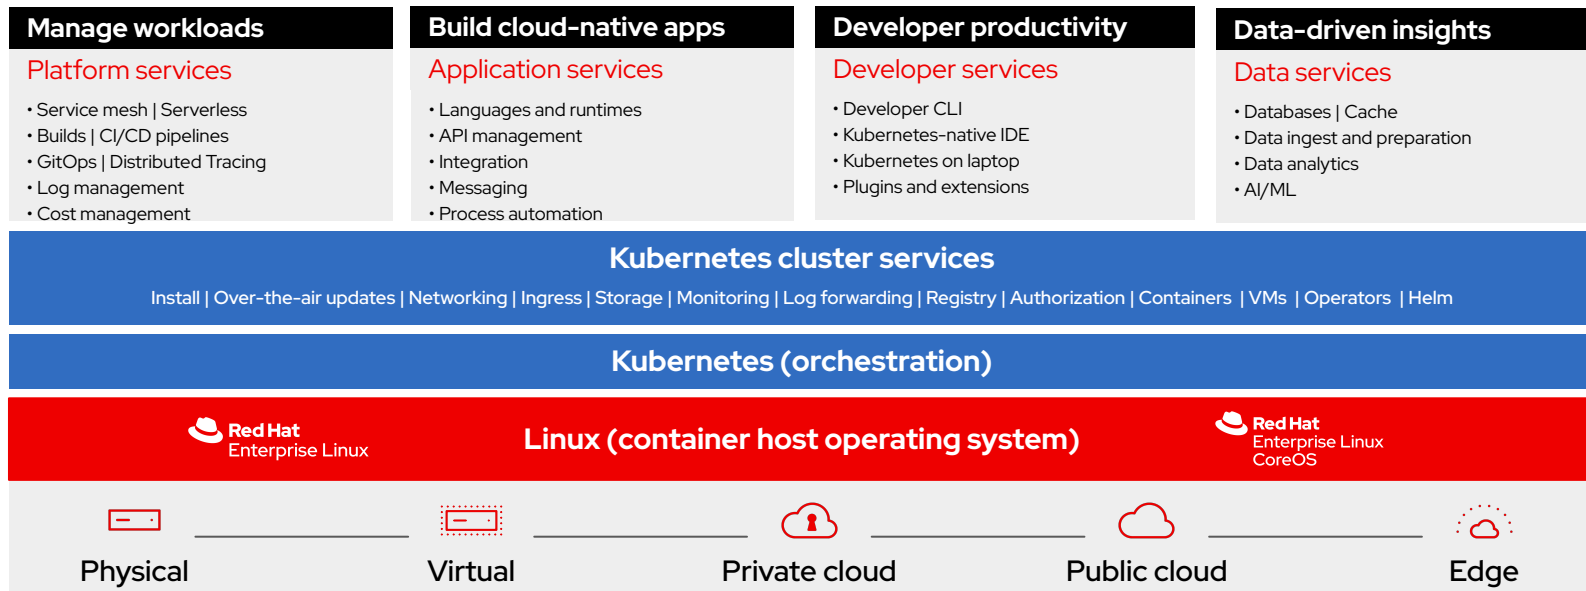 Manage workloads
Platform services
• Service mesh | Serverless
• Builds | CI/CD pipelines
• GitOps | Distributed Tracing
• Log management
• Cost management
Build cloud-native apps
Application services
• Languages and runtimes
• API management
• Integration
• Messaging
• Process automation
Developer productivity
Developer services
• Developer CLI
• Kubernetes-native IDE
• Kubernetes on laptop
• Plugins and extensions
Data-driven insights
Data services
• Databases | Cache
• Data ingest and preparation
• Data analytics
• AI/ML
Kubernetes cluster services
Install | Over-the-air updates | Networking | Ingress | Storage | Monitoring | Log forwarding | Registry | Authorization | Containers | VMs | Operators | Helm
Kubernetes (orchestration)
Red Hat
Enterprise Linux
Linux (container host operating system)
Red Hat
Enterprise Linux
CoreOS
Physical
Virtual
Private cloud
Public cloud
Edge